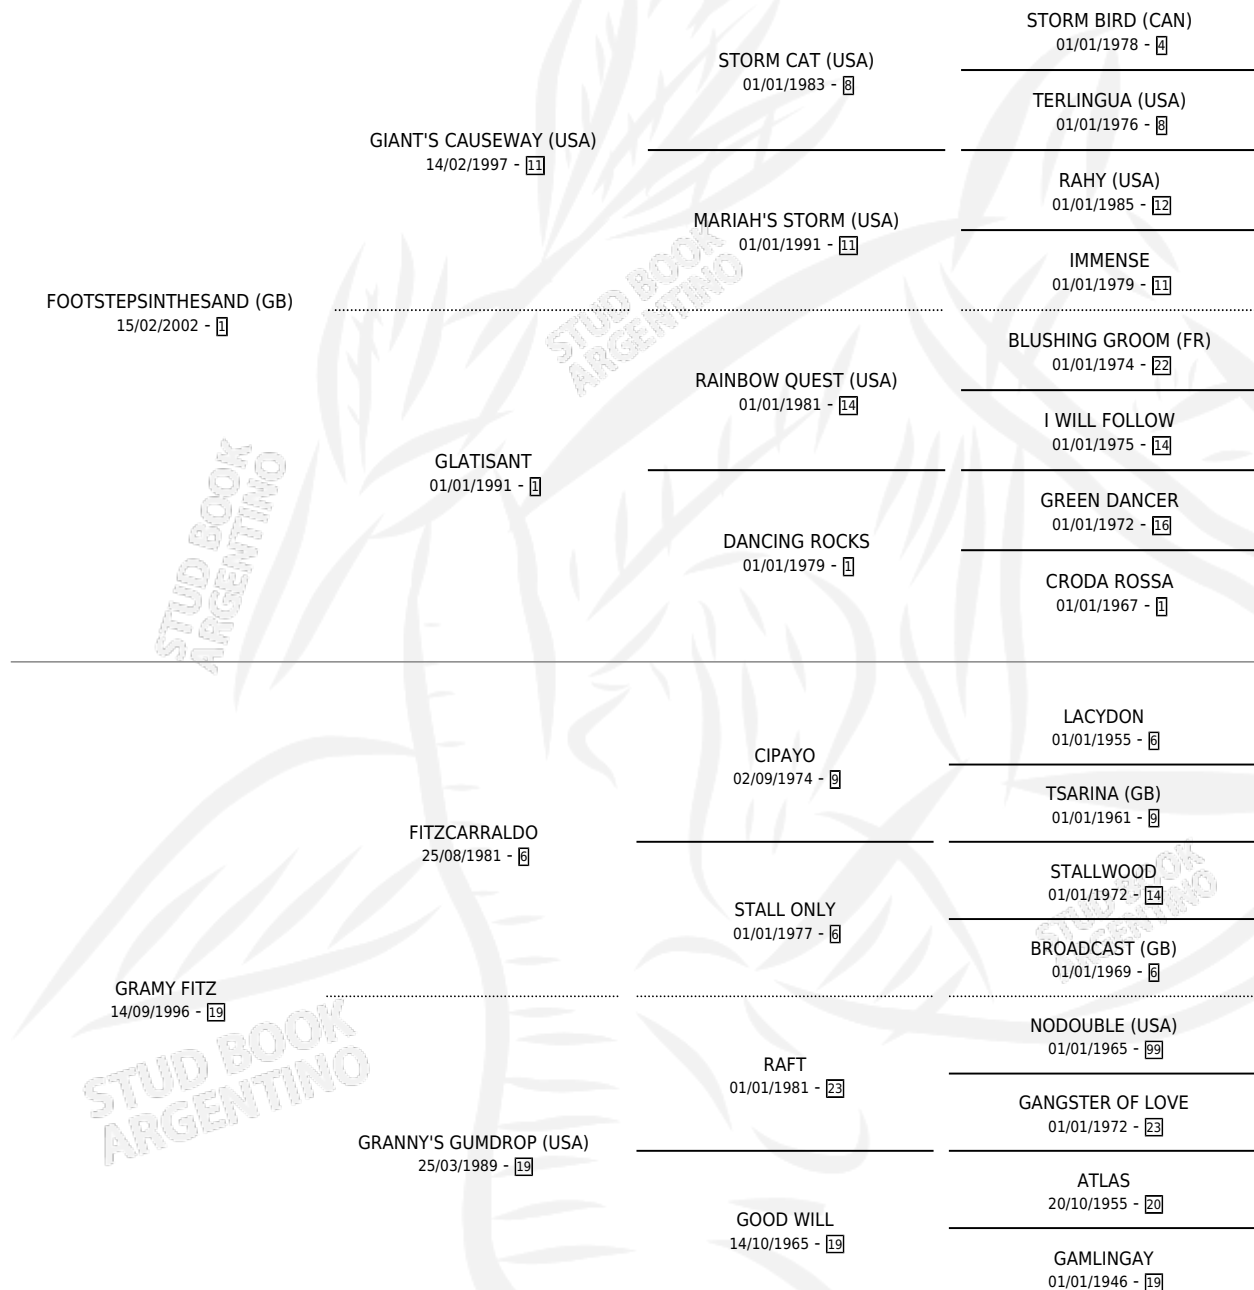 STORM BIRD (CAN)
01/01/1978 - 4
STORM CAT (USA)
01/01/1983 - 8
TERLINGUA (USA)
01/01/1976 - 8
GIANT'S CAUSEWAY (USA)
14/02/1997 - 11
RAHY (USA)
01/01/1985 - 12
MARIAH'S STORM (USA)
01/01/1991 - 11
IMMENSE
01/01/1979 - 11
FOOTSTEPSINTHESAND (GB)
15/02/2002 - 1
BLUSHING GROOM (FR)
01/01/1974 - 22
RAINBOW QUEST (USA)
01/01/1981 - 14
I WILL FOLLOW
01/01/1975 - 14
GLATISANT
01/01/1991 - 1
GREEN DANCER
01/01/1972 - 16
DANCING ROCKS
01/01/1979 - 1
CRODA ROSSA
01/01/1967 - 1
LACYDON
01/01/1955 - 6
CIPAYO
02/09/1974 - 9
TSARINA (GB)
01/01/1961 - 9
FITZCARRALDO
25/08/1981 - 6
STALLWOOD
01/01/1972 - 14
STALL ONLY
01/01/1977 - 6
BROADCAST (GB)
01/01/1969 - 6
GRAMY FITZ
14/09/1996 - 19
NODOUBLE (USA)
01/01/1965 - 99
RAFT
01/01/1981 - 23
GANGSTER OF LOVE
01/01/1972 - 23
GRANNY'S GUMDROP (USA)
25/03/1989 - 19
ATLAS
20/10/1955 - 20
GOOD WILL
14/10/1965 - 19
GAMLINGAY
01/01/1946 - 19
STUD BOOK
ARGENTINO
STUD BOOK
ARGENTINO
STUD BOOK
ARGENTINO
STUD BOOK
ARGENTINO